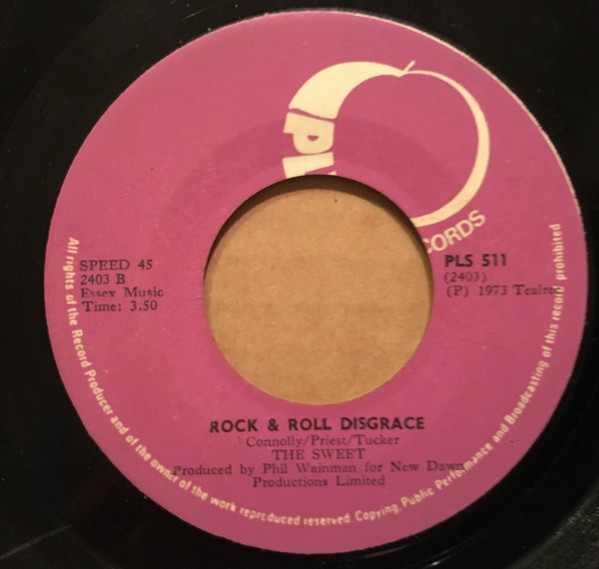 PL
CORDS
SPEED 45
2403 B
Essex Music
Time: 3.50
PLS 511
(2403)
(P) 1973
ROCK & ROLL DISGRACE
Connolly/Priest/Tucker
THE SWEET
Produced by Phil Wainman for New Dawn
Productions Limited
All rights of the Record Producer and of the owner of the work reproduced reserved. Copying, Public Performance and Broadcasting of this record prohibited